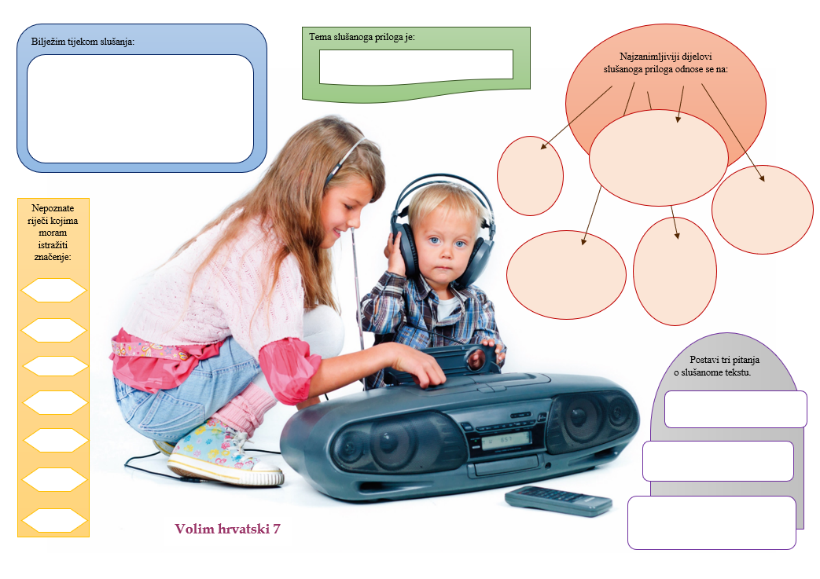 Bilježim tijekom slušanja:
Tema slušanoga priloga je:
Najzanimljiviji dijelovi
slušanoga priloga odnose se na:
Nepoznate
riječi kojima
moram
istražiti
značenje:
Postavi tri pitanja
o slušanome tekstu.
Volim hrvatski 7